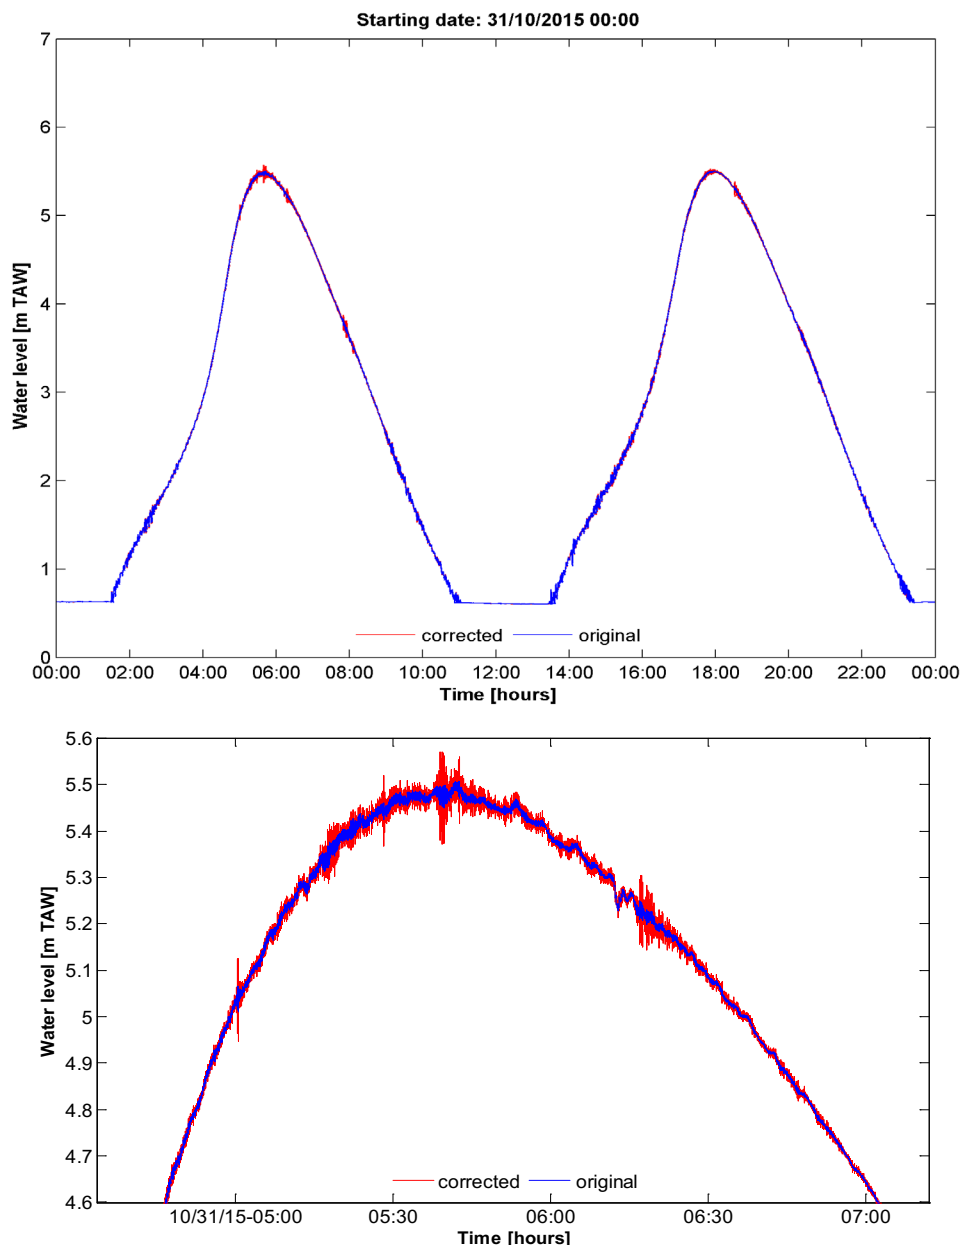 Starting date: 31/10/2015 00:00
7
6
5
4
3
2
1
0
Water level [m TAW]
corrected original
00:00 02:00 04:00 06:00 08:00 10:00 12:00 14:00 16:00 18:00 20:00 22:00 00:00
Time [hours]
5.6
5.5
5.4
5.3
5.2
5.1
5
4.9
4.8
4.7
4.6
Water level [m TAW]
corrected original
10/31/15-05:00 05:30 06:00 06:30 07:00
Time [hours]